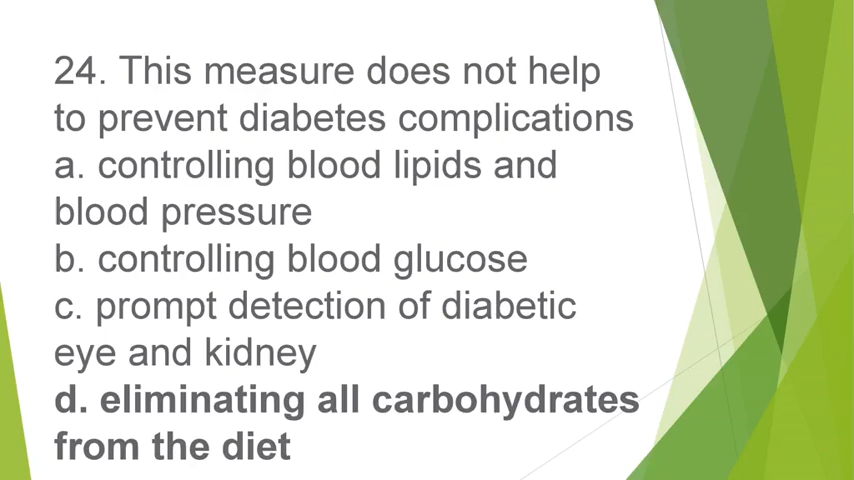 24. This measure does not help
to prevent diabetes complications
a. controlling blood lipids and
blood pressure
b. controlling blood glucose
c. prompt detection of diabetic
eye and kidney
d. eliminating all carbohydrates
from the diet